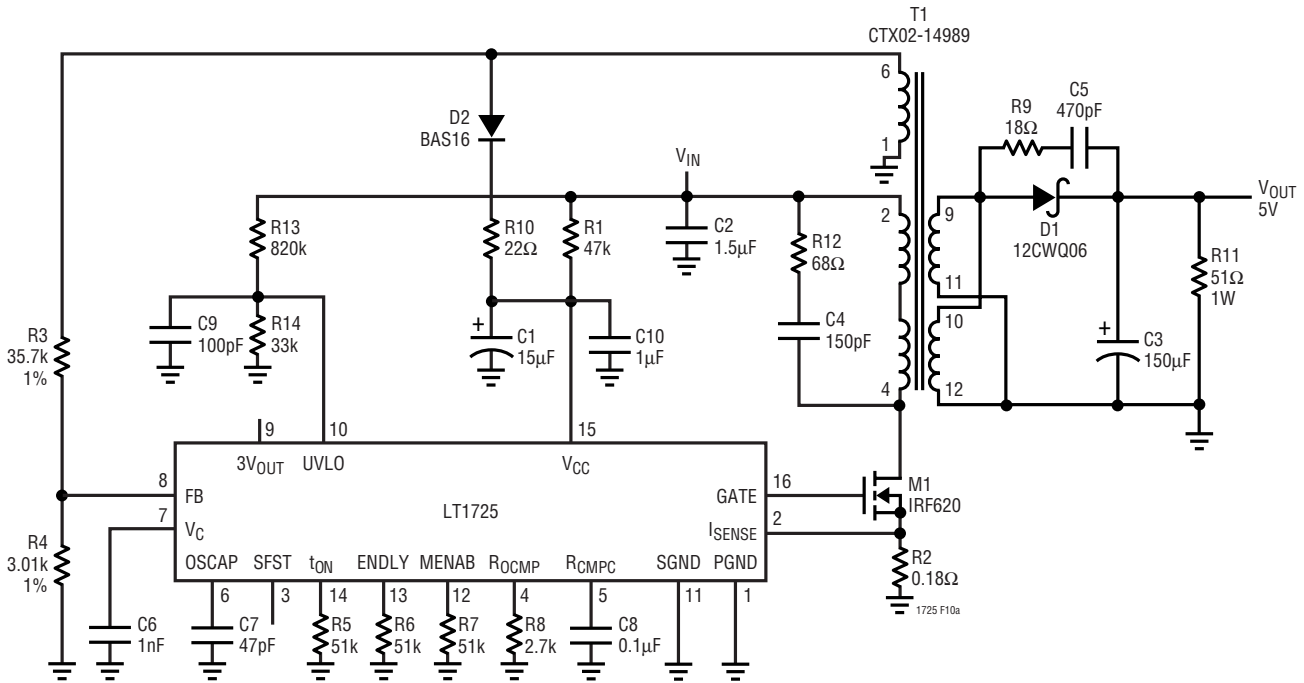 T1
CTX02-14989
6
1
D2
BAS16
R9
18Ω
C5
470pF
VIN
VOUT
5V
2
9
D1
12CWQ06
R13
820k
R10
22Ω
R1
47k
C2
1.5µF
R12
68Ω
11
R11
51Ω
1W
10
C9
100pF
R14
33k
+
C1
15µF
C10
1µF
C4
150pF
+
C3
150µF
R3
35.7k
1%
4
12
9
10
15
3VOUT
UVLO
VCC
8
FB
GATE
16
M1
IRF620
7
VC
LT1725
ISENSE
2
R4
3.01k
1%
OSCAP
SFST
tON
ENDLY
MENAB
ROCMP
RCMPC
SGND
PGND
R2
0.18Ω
6
3
14
13
12
4
5
11
1
1725 F10a
C6
1nF
C7
47pF
R5
51k
R6
51k
R7
51k
R8
2.7k
C8
0.1µF